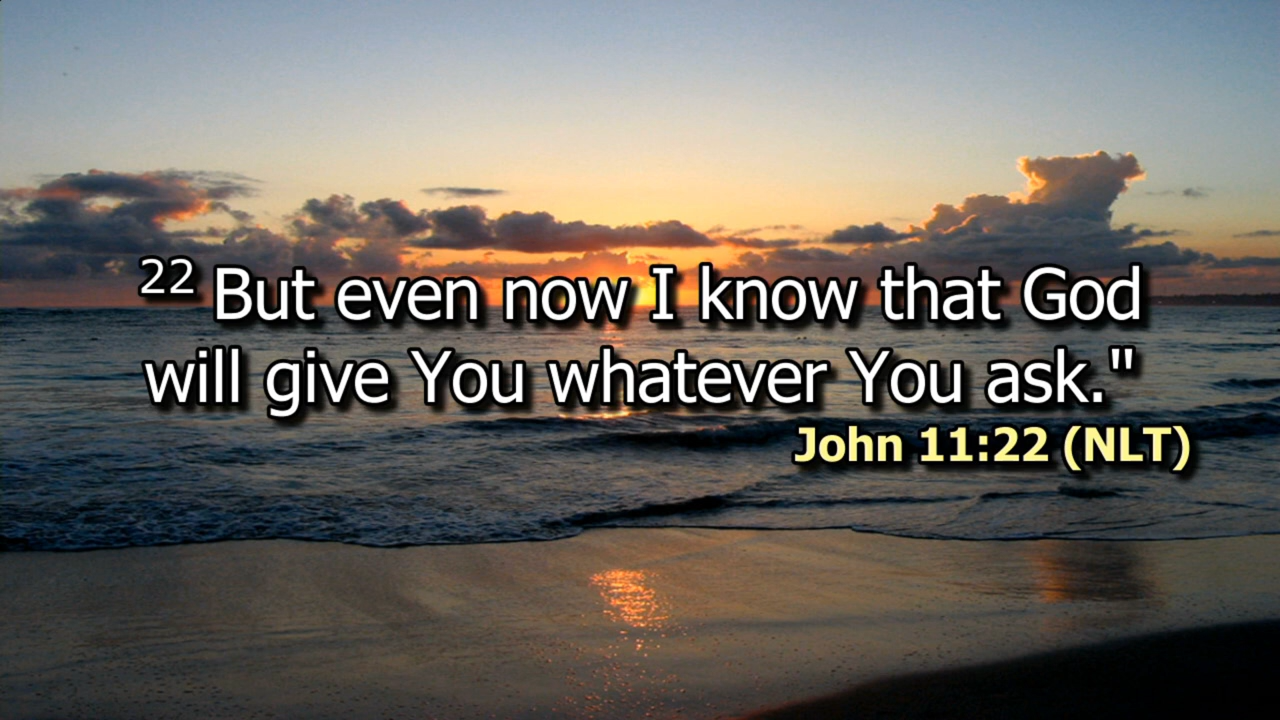 22 But even now I know that God
will give You whatever You ask."
John 11:22 (NLT)